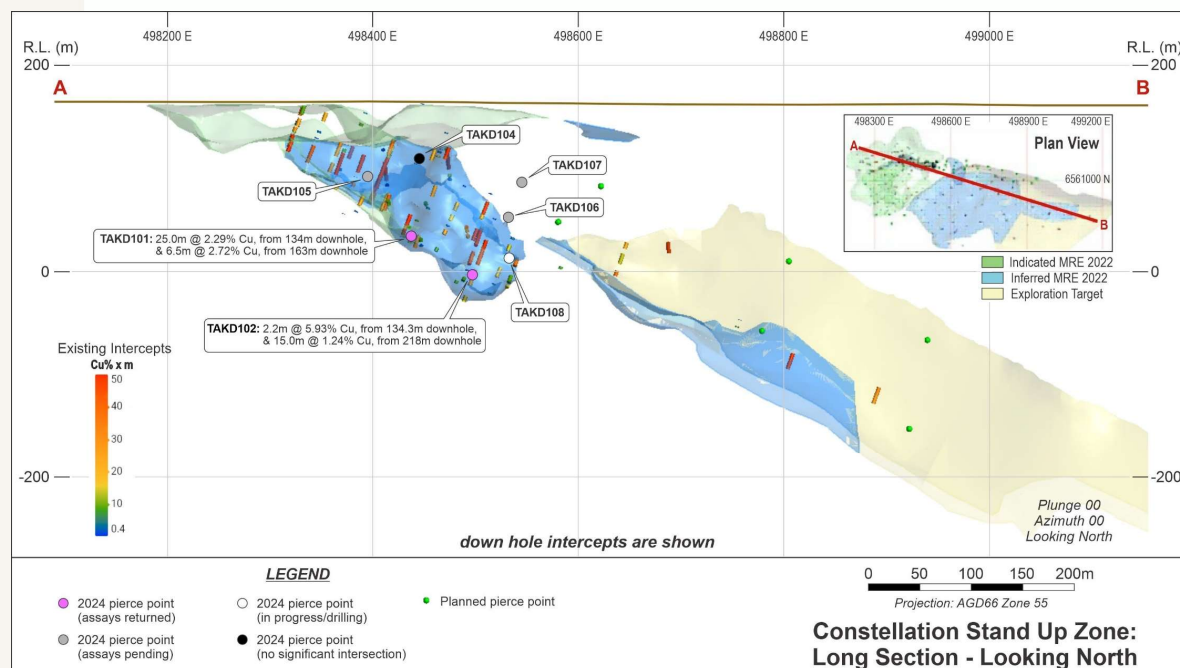 498200 E 498400 E 498600 E 498800 E 499000 E
R.L. (m) R.L. (m)
200 200
A B
498300 E 498600 E 498900 E 499200 E
Plan View
A
6561000 N
B
TAKD104
TAKD107
TAKD105
TAKD106
TAKD101: 25.0m @ 2.29% Cu, from 134m downhole,
& 6.5m @ 2.72% Cu, from 163m downhole
Indicated MRE 2022
Inferred MRE 2022
Exploration Target
0 0
TAKD108
TAKD102: 2.2m @ 5.93% Cu, from 134.3m downhole,
& 15.0m @ 1.24% Cu, from 218m downhole
Existing Intercepts
Cu% x m
50
40
30
20
10
0.4
-200 -200
Plunge 00
Azimuth 00
Looking North
down hole intercepts are shown
LEGEND
2024 pierce point
(assays returned)
2024 pierce point
(in progress/drilling)
Planned pierce point
2024 pierce point
(assays pending)
2024 pierce point
(no significant intersection)
0 50 100 150 200m
Projection: AGD66 Zone 55
Constellation Stand Up Zone:
Long Section - Looking North